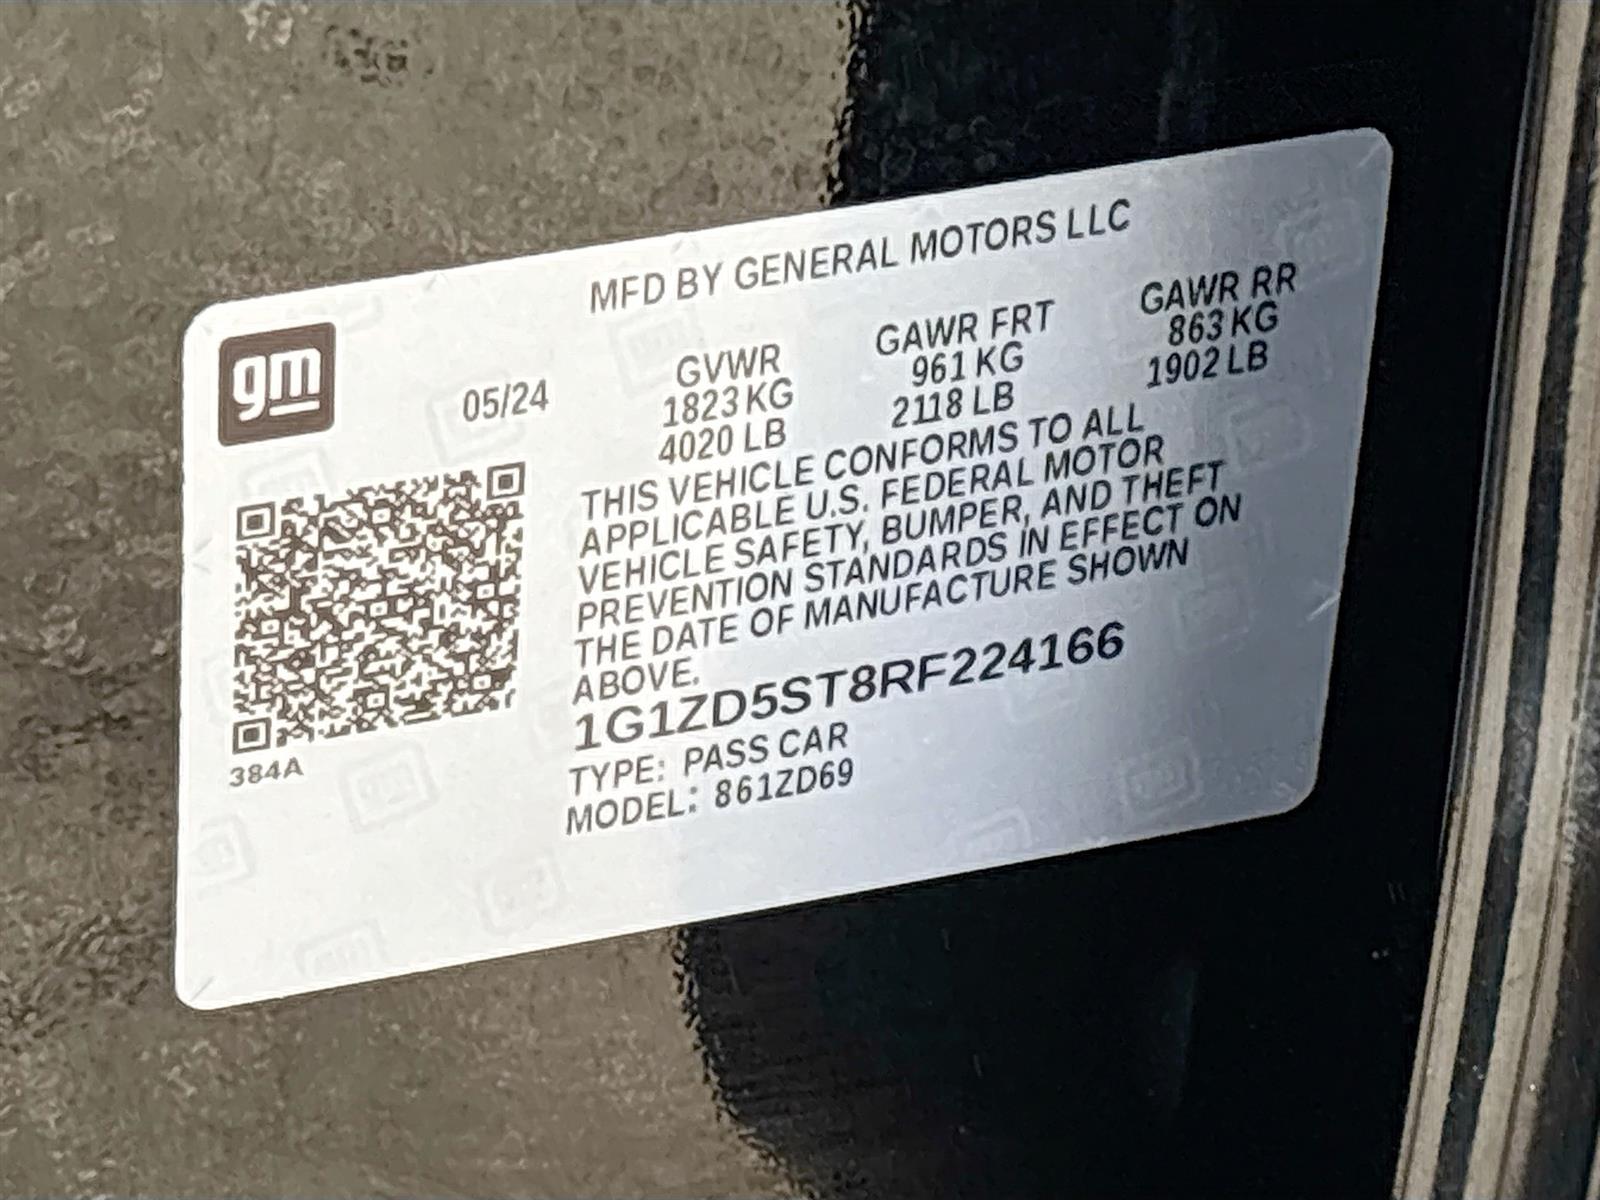 MFD BY GENERAL MOTORS LLC
gm
05/24
GVWR
1823 KG
4020 LB
GAWR FRT
961 KG
2118 LB
GAWR RR
863 KG
1902 LB
THIS VEHICLE CONFORMS TO ALL
APPLICABLE U.S. FEDERAL MOTOR
VEHICLE SAFETY, BUMPER, AND THEFT
PREVENTION STANDARDS IN EFFECT ON
THE DATE OF MANUFACTURE SHOWN
ABOVE.
1G1ZD5ST8RF224166
TYPE: PASS CAR
MODEL: 861ZD69
384A